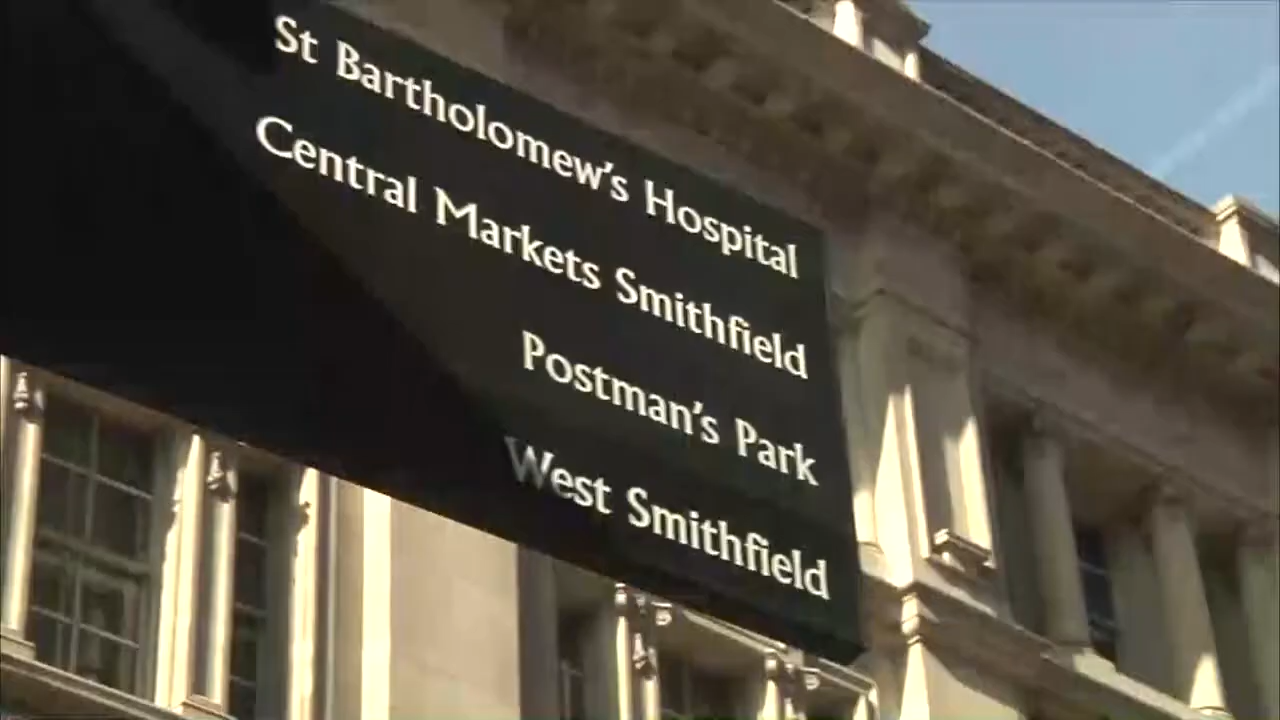 St Bartholomew's Hospital
Central Markets Smithfield
Postman's Park
West Smithfield